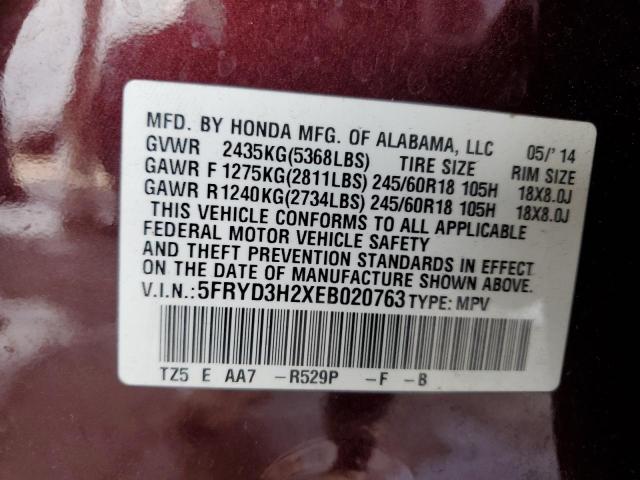 MFD. BY HONDA MFG. OF ALABAMA, LLC 05/'14
GVWR 2435KG(5368LBS) TIRE SIZE RIM SIZE
GAWR F 1275KG(2811LBS) 245/60R18 105H 18X8.0J
GAWR R1240KG(2734LBS) 245/60R18 105H 18X8.0J
THIS VEHICLE CONFORMS TO ALL APPLICABLE
FEDERAL MOTOR VEHICLE SAFETY
AND THEFT PREVENTION STANDARDS IN EFFECT
ON THE DATE OF MANUFACTURE SHOWN ABOVE.
V.I.N.:5FRYD3H2XEB020763 TYPE: MPV
TZ5 E AA7 –R529P –F –B